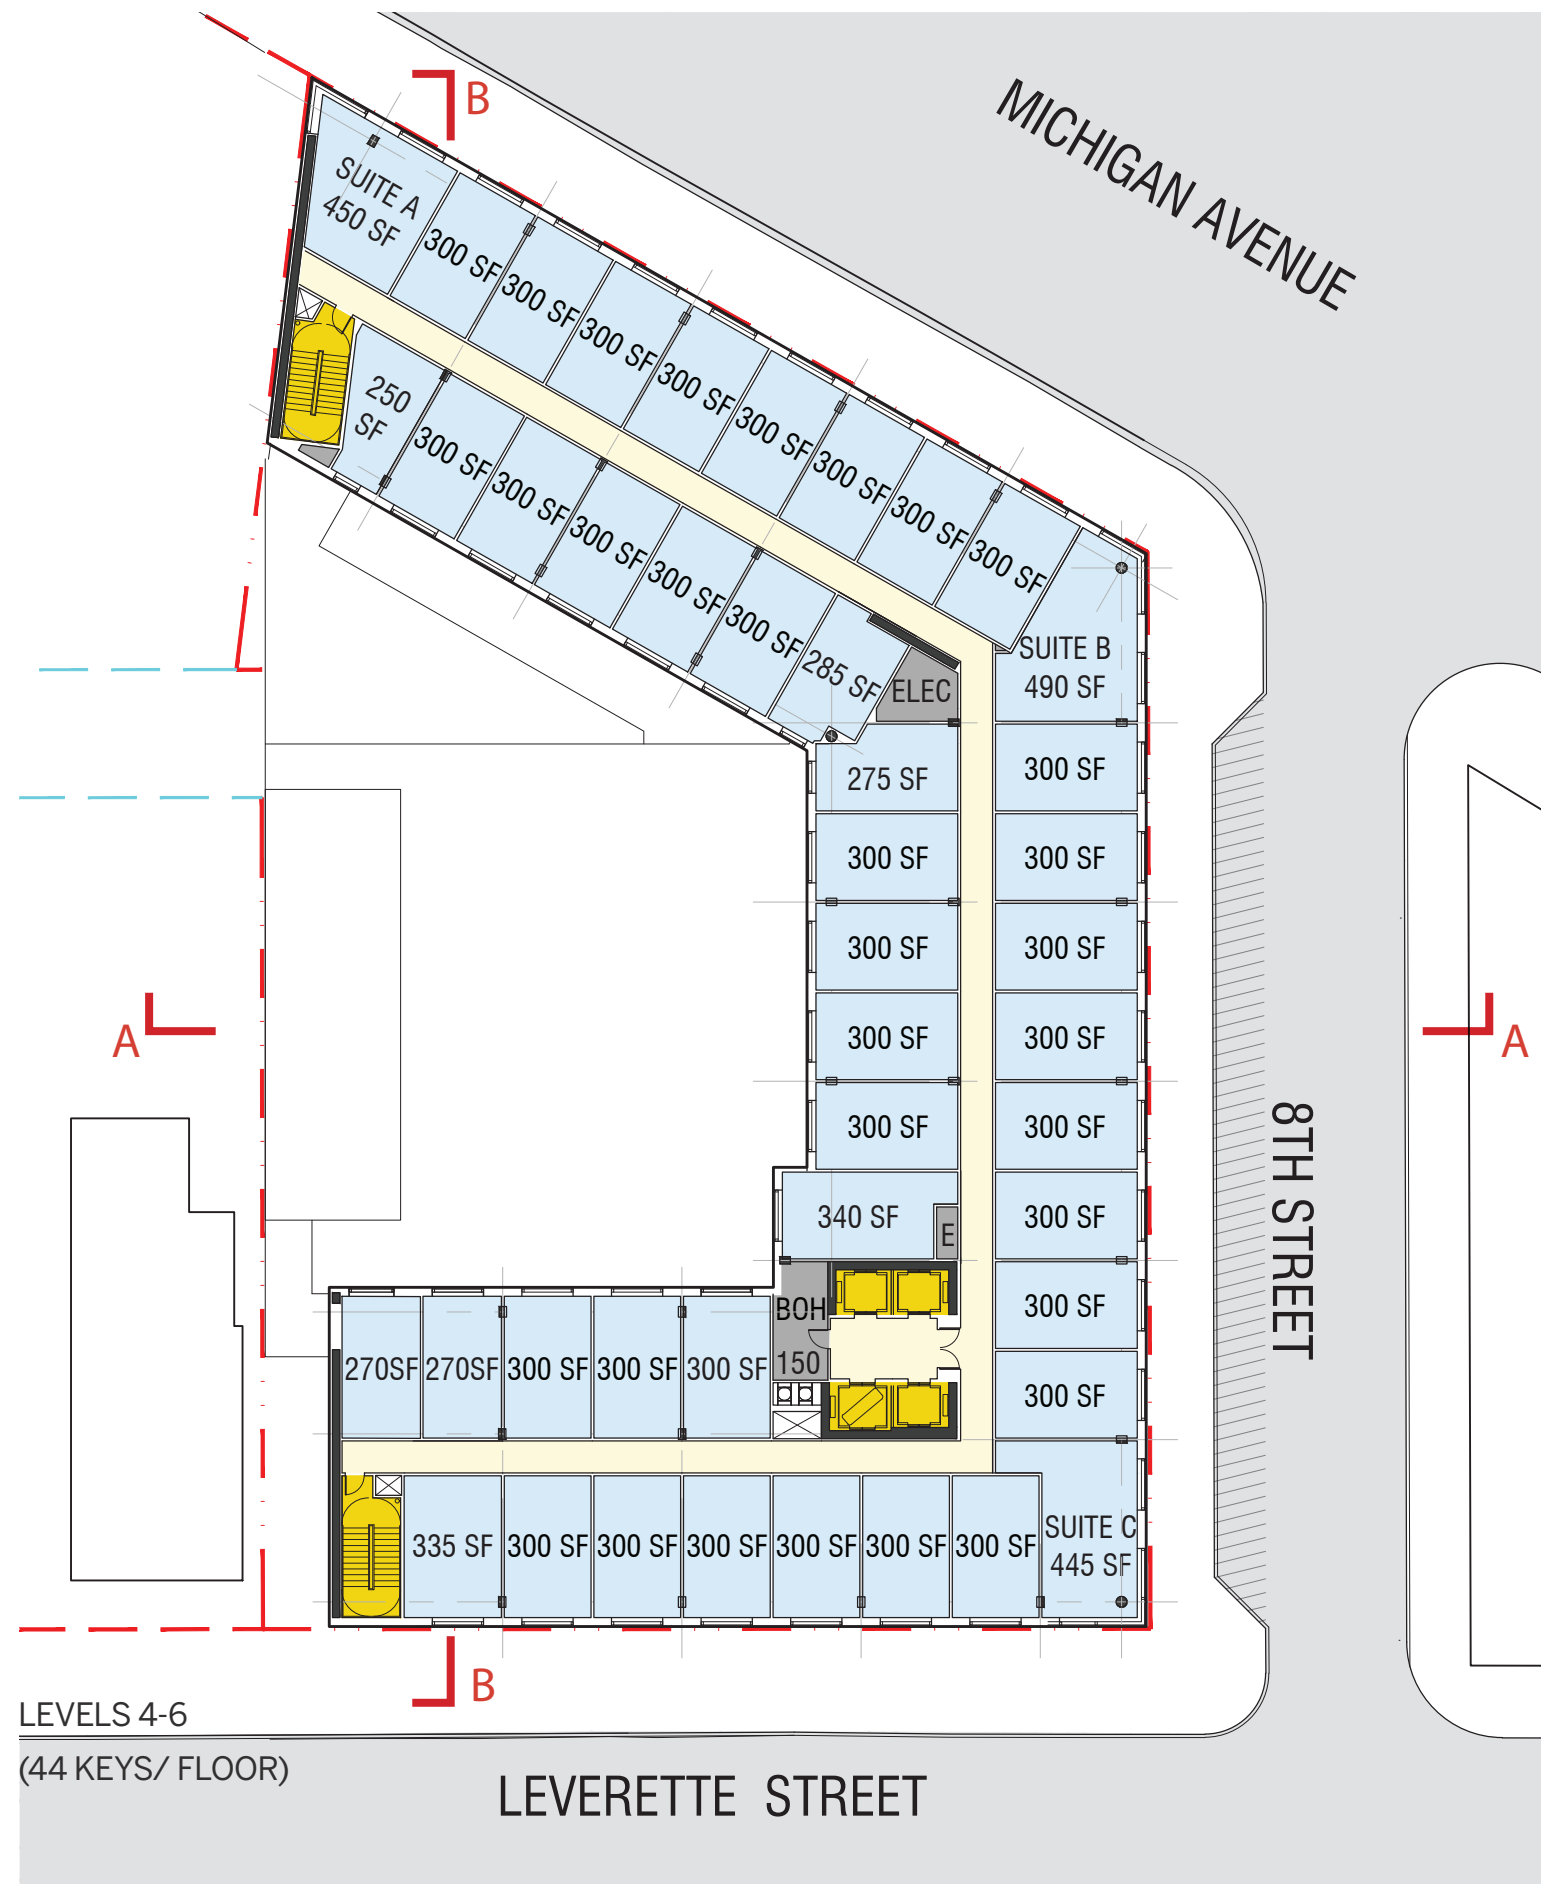 B
MICHIGAN AVENUE
SUITE A
450 SF
300 SF
300 SF
300 SF
300 SF
300 SF
300 SF
300 SF
300 SF
250
SF
300 SF
300 SF
300 SF
300 SF
300 SF
285 SF
ELEC
SUITE B
490 SF
275 SF
300 SF
300 SF
300 SF
300 SF
300 SF
300 SF
300 SF
300 SF
A
A
300 SF
300 SF
8TH STREET
340 SF
E
300 SF
300 SF
BOH
150
270SF
270SF
300 SF
300 SF
300 SF
300 SF
335 SF
300 SF
300 SF
300 SF
300 SF
300 SF
300 SF
SUITE C
445 SF
B
LEVELS 4-6
(44 KEYS/ FLOOR)
LEVERETTE STREET